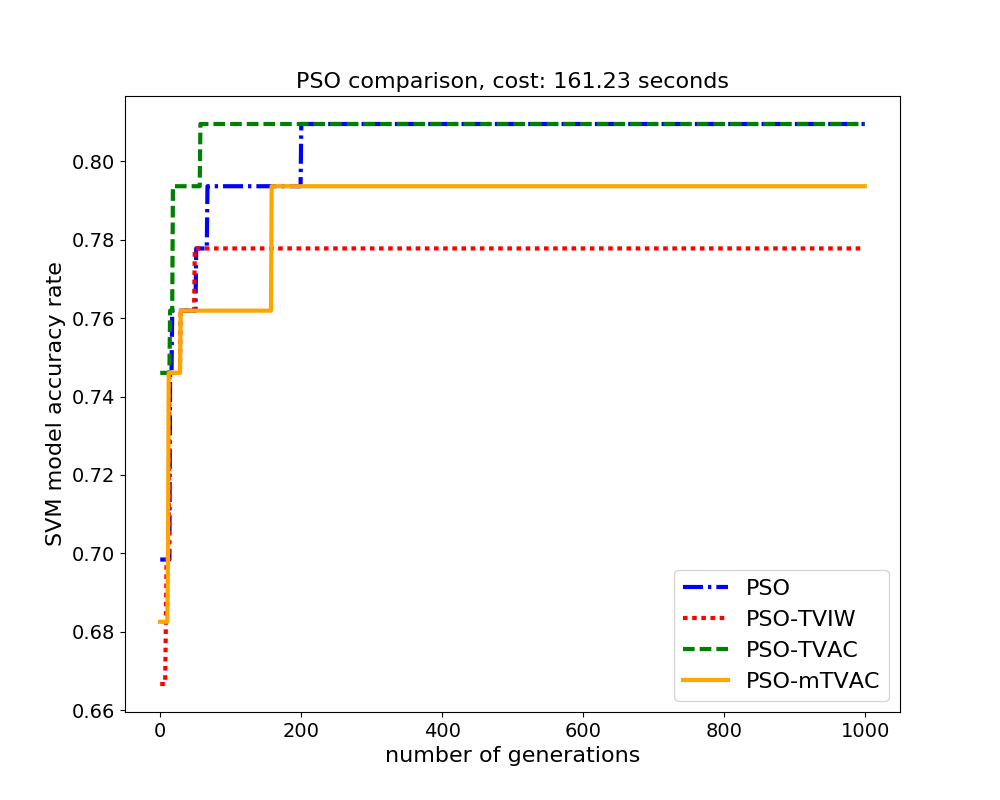 PSO comparison, cost: 161.23 seconds
SVM model accuracy rate
0.80
0.78
0.76
0.74
0.72
0.70
0.68
0.66
0 200 400 600 800 1000
number of generations
PSO
PSO-TVIW
PSO-TVAC
PSO-mTVAC